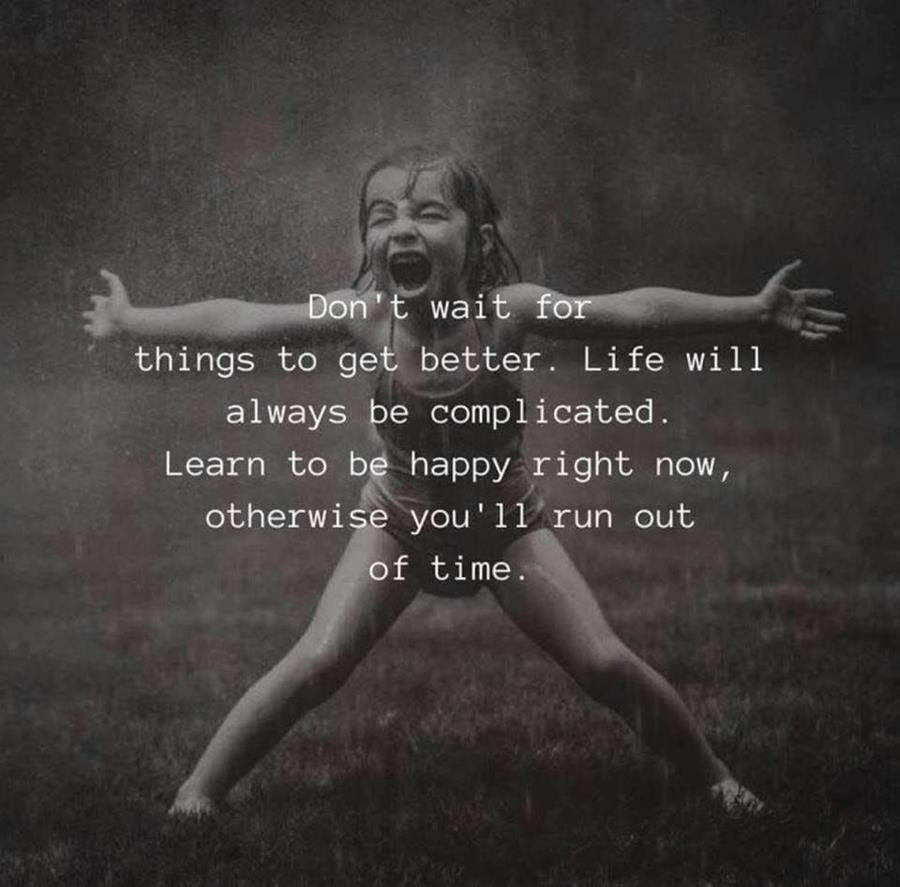 Don't wait for
things to get better. Life will
always be complicated.
Learn to be happy right now,
otherwise you'll run out
of time.